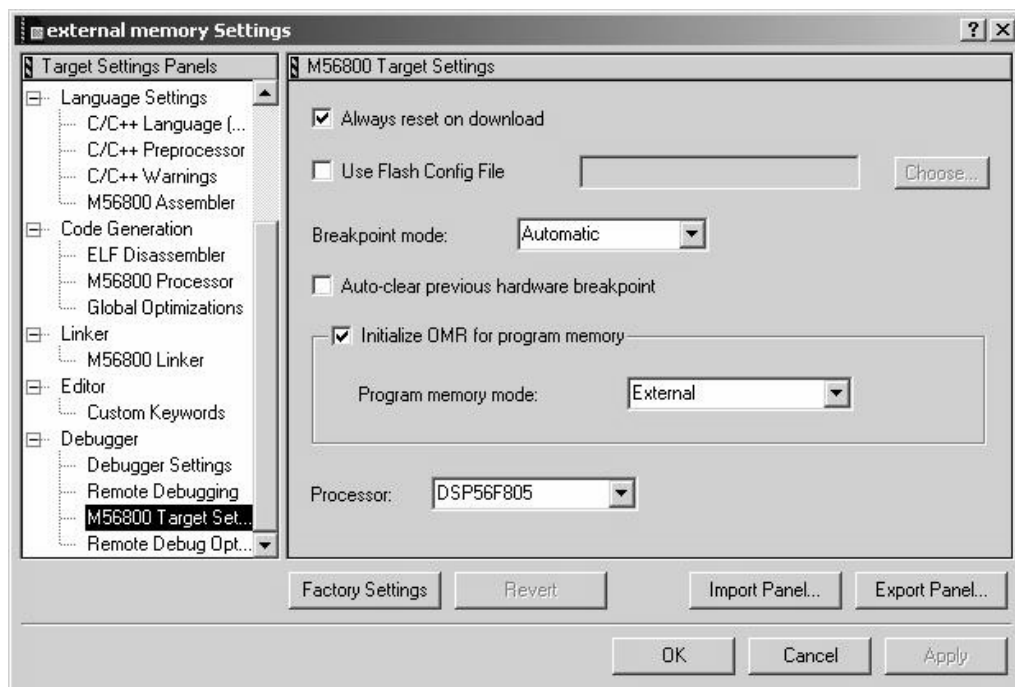 external memory Settings
Target Settings Panels
Language Settings
C/C++ Language (...
C/C++ Preprocessor
C/C++ Warnings
M56800 Assembler
Code Generation
ELF Disassembler
M56800 Processor
Global Optimizations
Linker
M56800 Linker
Editor
Custom Keywords
Debugger
Debugger Settings
Remote Debugging
M56800 Target Set...
Remote Debug Opt...
M56800 Target Settings
Always reset on download
Use Flash Config File
Choose...
Breakpoint mode:
Automatic
Auto-clear previous hardware breakpoint
Initialize OMR for program memory
Program memory mode:
External
Processor:
DSP56F805
Factory Settings
Revert
Import Panel...
Export Panel...
OK
Cancel
Apply